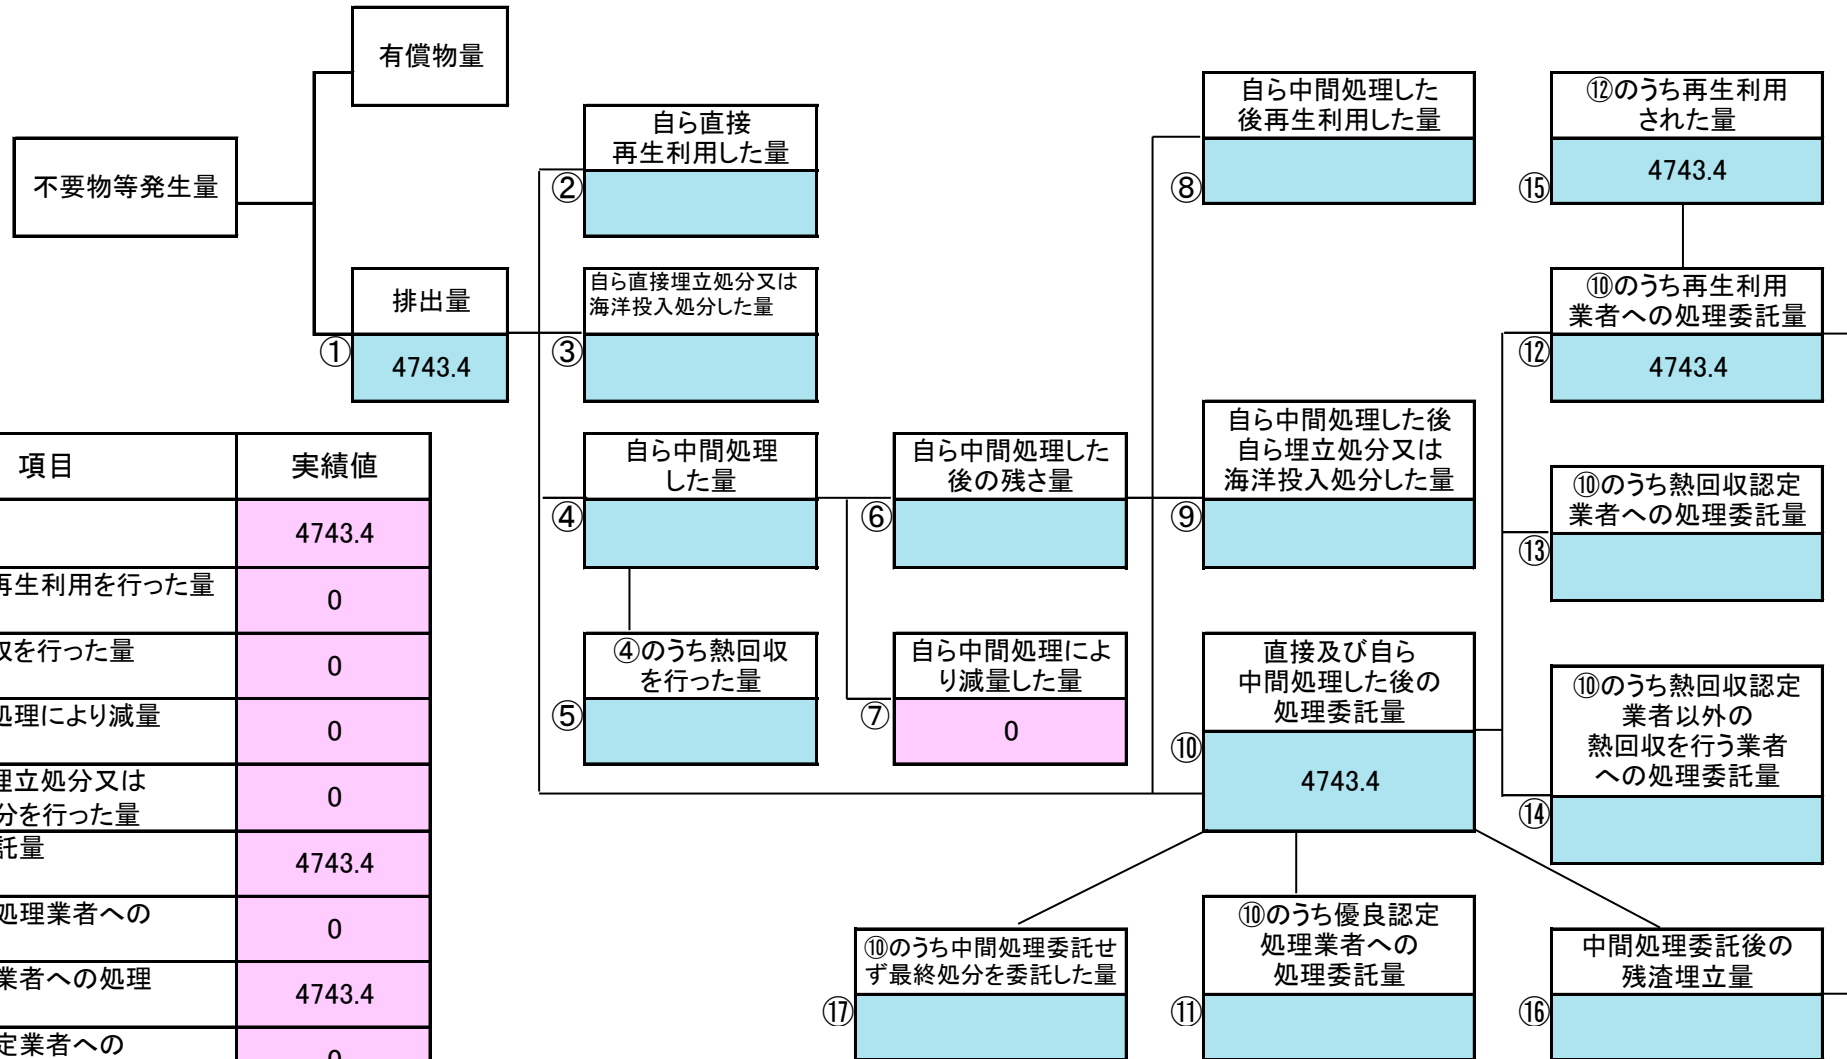 有償物量
不要物等発生量
排出量
①
4743.4
自ら直接
再生利用した量
②
自ら直接埋立処分又は
海洋投入処分した量
③
自ら中間処理
した量
④
④のうち熱回収
を行った量
⑤
自ら中間処理した
後の残さ量
⑥
自ら中間処理によ
り減量した量
⑦
0
自ら中間処理した
後再生利用した量
⑧
自ら中間処理した後
自ら埋立処分又は
海洋投入処分した量
⑨
直接及び自ら
中間処理した後の
処理委託量
⑩
4743.4
⑫のうち再生利用
された量
⑮
4743.4
⑩のうち再生利用
業者への処理委託量
⑫
4743.4
⑩のうち熱回収認定
業者への処理委託量
⑬
⑩のうち熱回収認定
業者以外の
熱回収を行う業者
への処理委託量
⑭
⑩のうち中間処理委託せ
ず最終処分を委託した量
⑰
⑩のうち優良認定
処理業者への
処理委託量
⑪
中間処理委託後の
残渣埋立量
⑯
項目 実績値
4743.4
再生利用を行った量 0
収を行った量 0
処理により減量 0
埋立処分又は
分を行った量 0
託量 4743.4
処理業者への 0
業者への処理 4743.4
定業者への 0